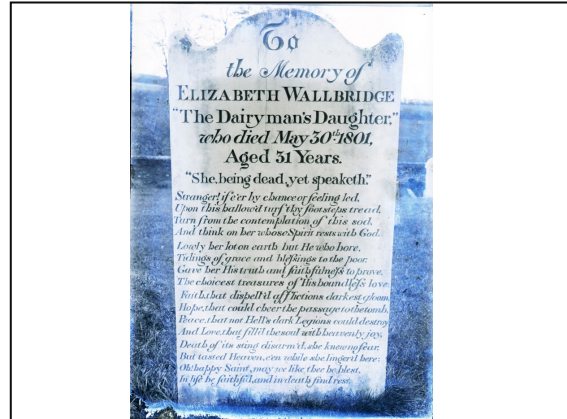 To
the Memory of
ELIZABETH WALLBRIDGE
"The Dairyman's Daughter,"
who died May 30th 1801,
Aged 31 Years.
"She, being dead, yet speaketh."
Stranger! if e'er by chance or feeling led,
Upon this hallow'd turf thy footsteps tread,
Turn from the contemplation of this sod,
And think on her whose Spirit rests with God.
Lowly her lot on earth but He who bore,
Tidings of grace and blessings to the poor.
Gave her His truth and faithfulness to prove,
The choicest treasures of his boundless love.
Faith, that dispell'd afflictions darkest gloom
Hope, that could cheer the passage to the tomb,
Peace, that not Hell's dark Legions could destroy
And Love, that fill'd the soul with heavenly joy,
Death of its sting disarm'd, she knew no fear,
But tasted Heaven, e'en while she linger'd here:
Oh! happy Saint, may we like thee be blest,
In life be faithful, and in death find rest.